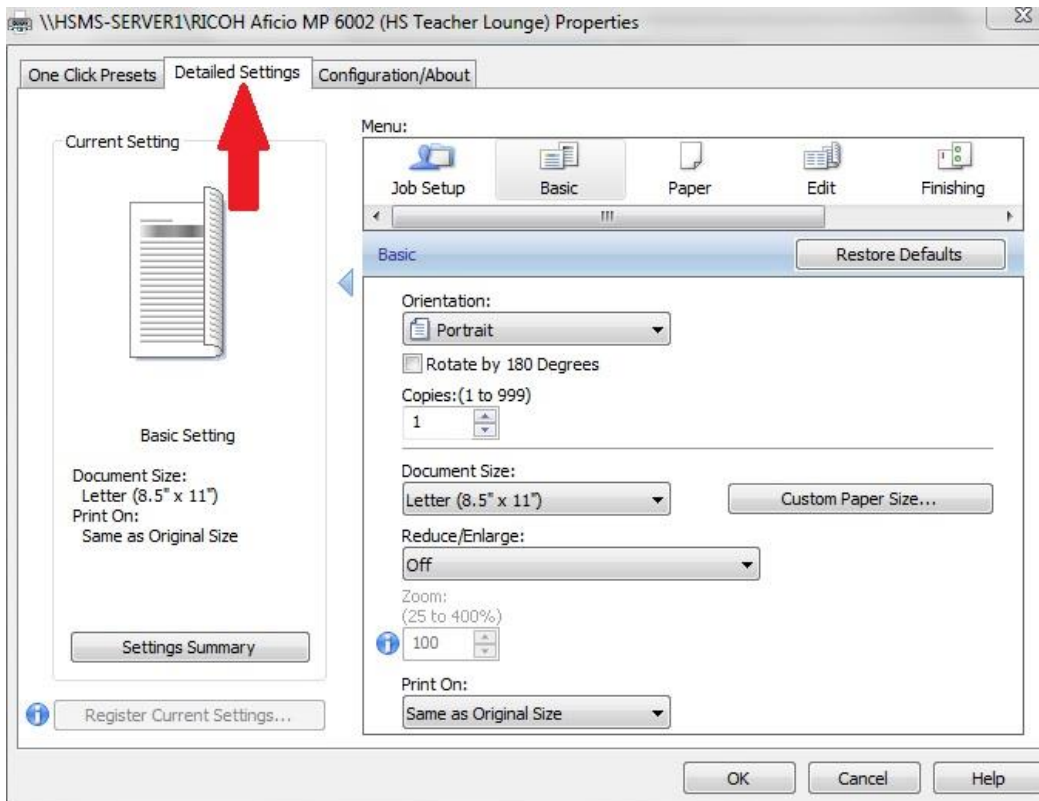 \\HSMS-SERVER1\RICOH Aficio MP 6002 (HS Teacher Lounge) Properties
One Click Presets Detailed Settings Configuration/About
Current Setting
Basic Setting
Document Size:
Letter (8.5" x 11")
Print On:
Same as Original Size
Settings Summary
Register Current Settings...
Menu:
Job Setup Basic Paper Edit Finishing
Basic Restore Defaults
Orientation:
Portrait
Rotate by 180 Degrees
Copies:(1 to 999)
1
Document Size:
Letter (8.5" x 11") Custom Paper Size...
Reduce/Enlarge:
Off
Zoom:
(25 to 400%)
100
Print On:
Same as Original Size
OK Cancel Help